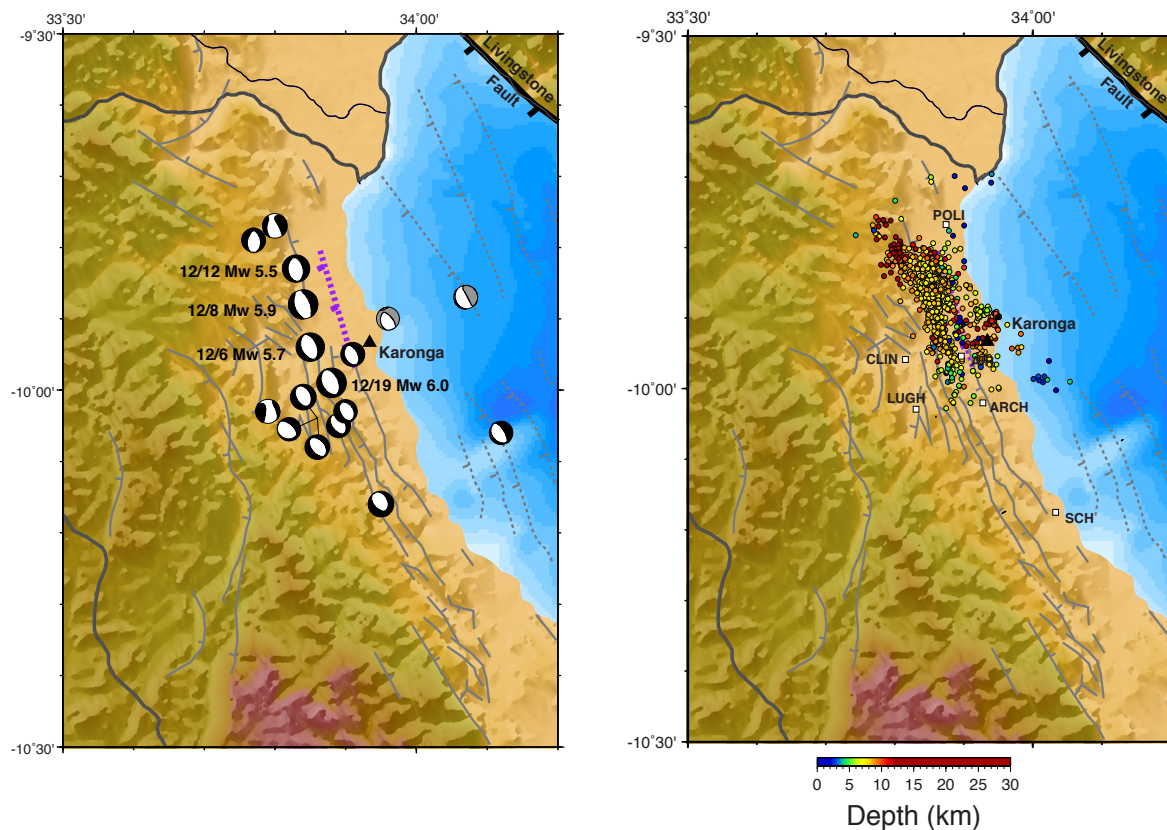 33˚30'
34˚00'
-9˚30'
Livingstone
Fault
12/12 Mw 5.5
12/8 Mw 5.9
12/6 Mw 5.7
Karonga
12/19 Mw 6.0
-10˚00'
-10˚30'
33˚30'
34˚00'
-9˚30'
Livingstone
Fault
POLI
Karonga
CLIN
-10˚00'
LUGH
ARCH
SCH
-10˚30'
0 5 10 15 20 25 30
Depth (km)